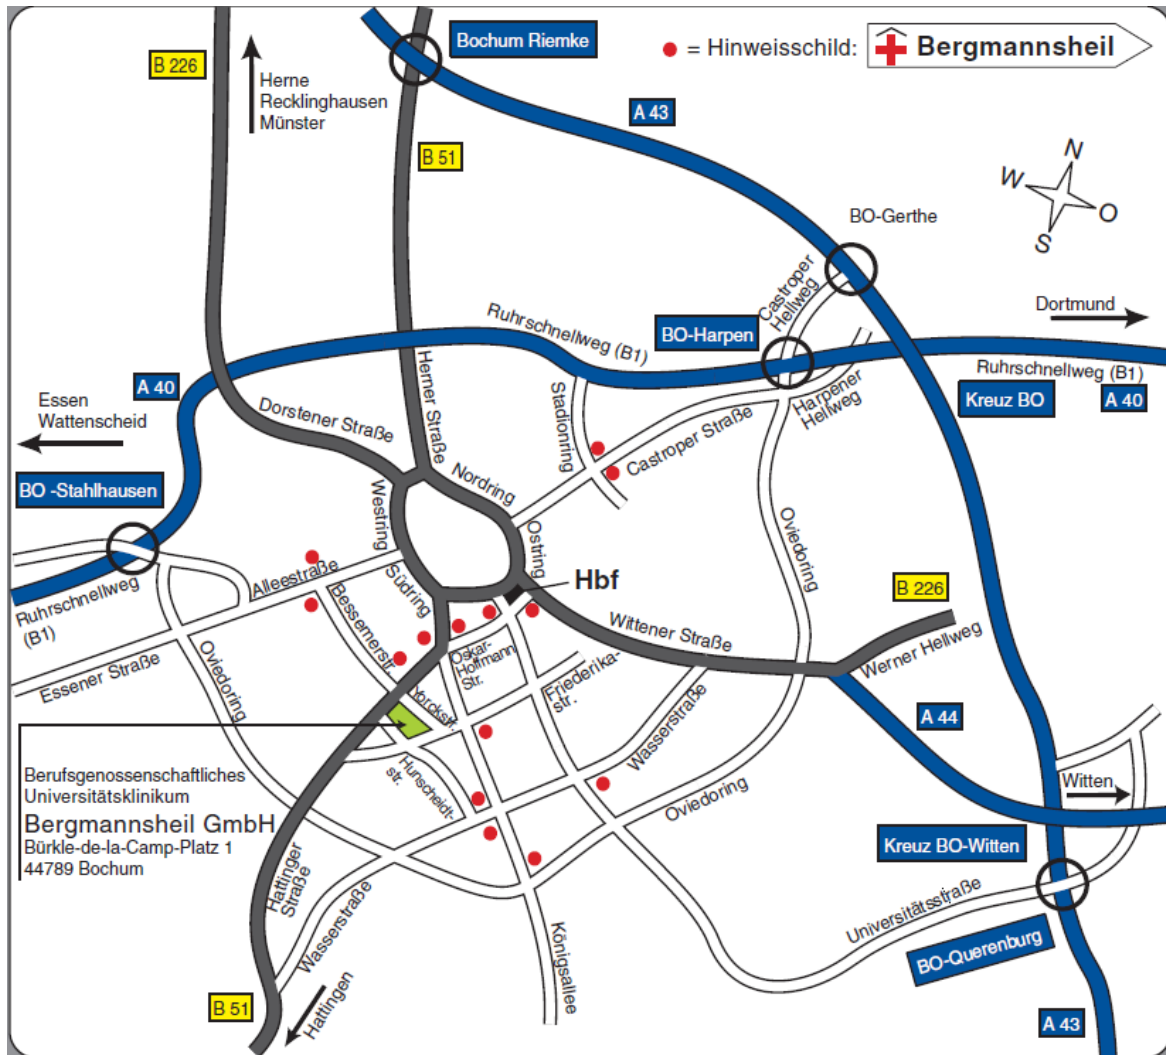 Bochum Riemke
= Hinweisschild:
Bergmannsheil
B 226
Herne
Recklinghausen
Münster
A 43
B 51
N
W
O
S
BO-Gerthe
Castroper
Hellweg
Dortmund
Ruhrschnellweg (B1)
BO-Harpen
Ruhrschnellweg (B1)
A 40
Kreuz BO
Harpener
Hellweg
A 40
Essen
Wattenscheid
Herner Straße
Dorstener Straße
Stadionring
Castroper Straße
Nordring
BO -Stahlhausen
Westring
Ostring
Oviedoring
Hbf
Alleestraße
Südring
Ruhrschnellweg
(B1)
Bessemerstr.
B 226
Wittener Straße
Werner Hellweg
Essener Straße
Oviedoring
Oskar-
Hoffmann
Str.
Friederika-
str.
Yorckstr.
Wasserstraße
A 44
Hunscheidt-
str.
Berufsgenossenschaftliches
Universitätsklinikum
Bergmannsheil GmbH
Bürkle-de-la-Camp-Platz 1
44789 Bochum
Oviedoring
Witten
Kreuz BO-Witten
Hattinger
Straße
Wasserstraße
Universitätsstraße
Königsallee
BO-Querenburg
B 51
Hattingen
A 43